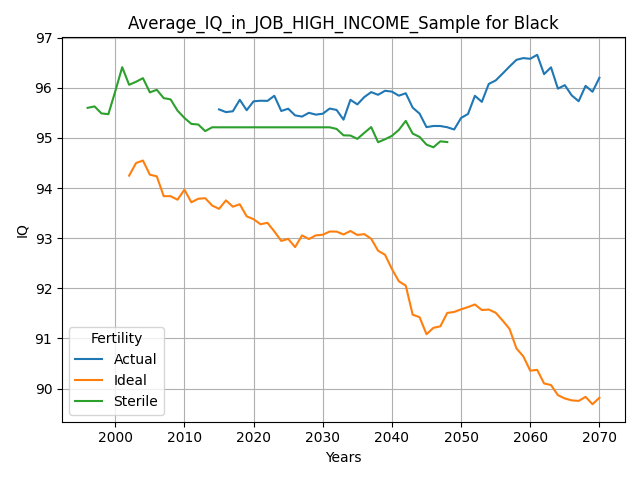 Average_IQ_in_JOB_HIGH_INCOME_Sample for Black
97
96
95
94
93
92
91
90
IQ
Fertility
Actual
Ideal
Sterile
2000
2010
2020
2030
2040
2050
2060
2070
Years